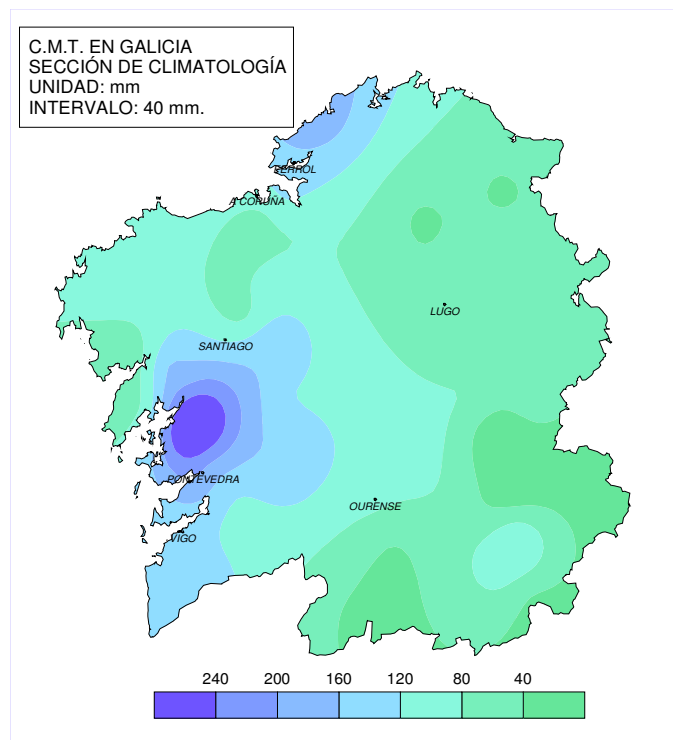 C.M.T. EN GALICIA
SECCIÓN DE CLIMATOLOGÍA
UNIDAD: mm
INTERVALO: 40 mm.
FERROL
A CORUÑA
LUGO
SANTIAGO
PONTEVEDRA
OURENSE
VIGO
240 200 160 120 80 40